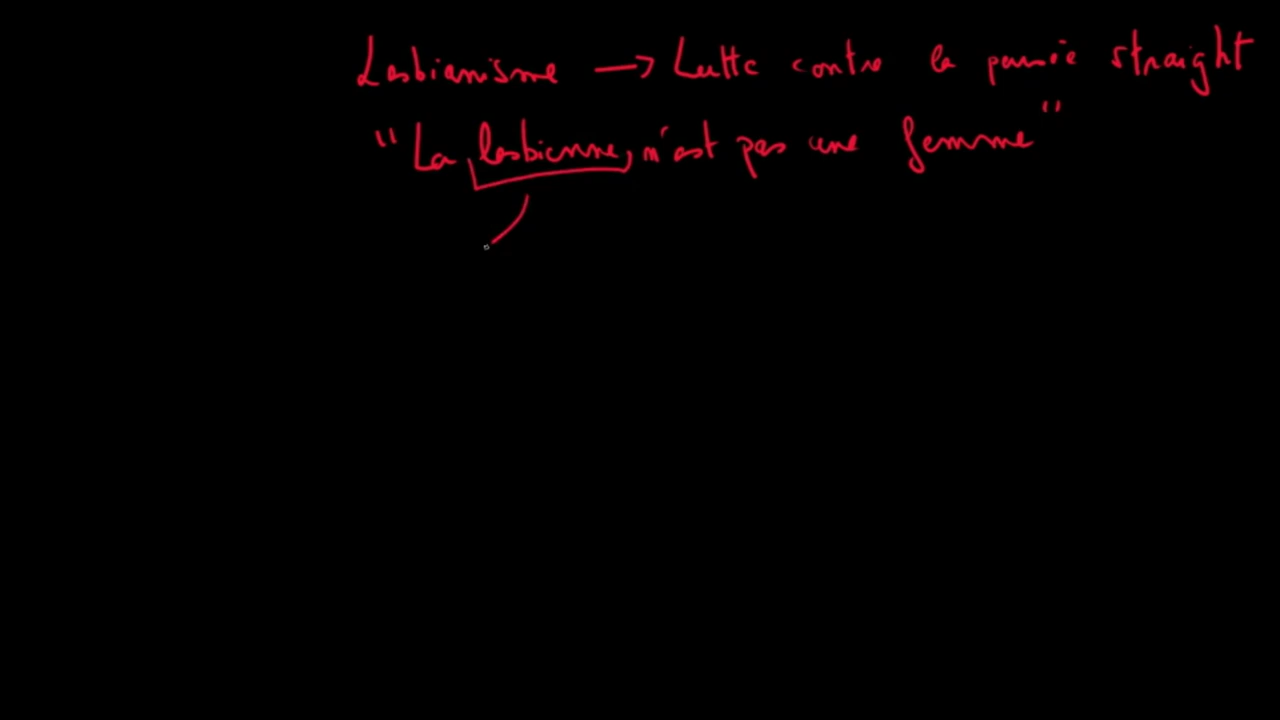 Lesbianisme → Lutte contre la pensée straight
"La lesbienne, n'est pas une femme"